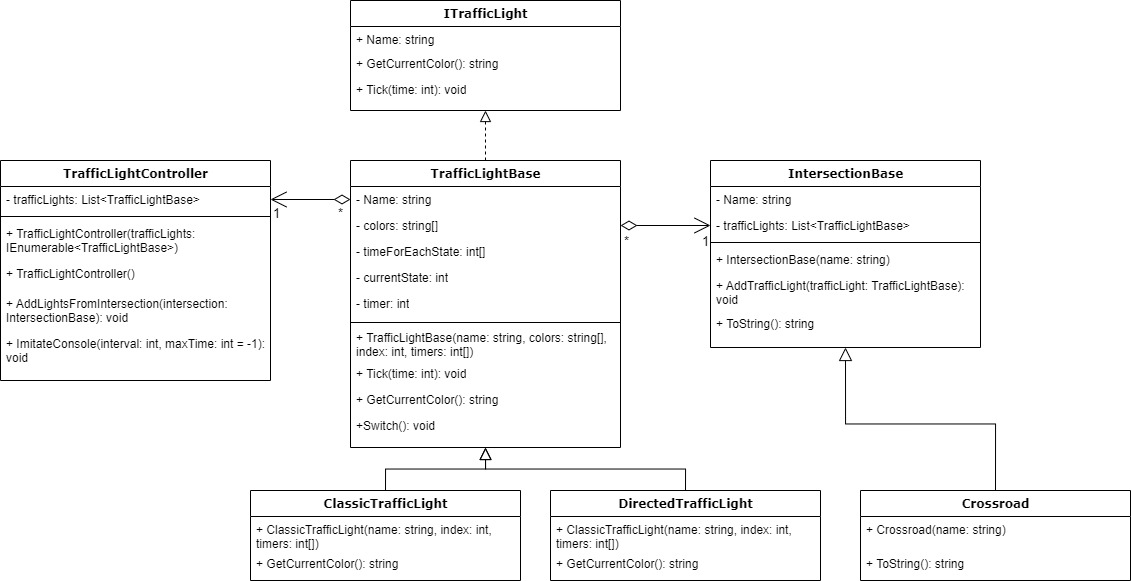 ITrafficLight
+ Name: string
+ GetCurrentColor(): string
+ Tick(time: int): void
TrafficLightController
- trafficLights: List<TrafficLightBase>
+ TrafficLightController(trafficLights:
IEnumerable<TrafficLightBase>)
+ TrafficLightController()
+ AddLightsFromIntersection(intersection:
IntersectionBase): void
+ ImitateConsole(interval: int, maxTime: int = -1):
void
1
*
TrafficLightBase
- Name: string
- colors: string[]
- timeForEachState: int[]
- currentState: int
- timer: int
+ TrafficLightBase(name: string, colors: string[],
index: int, timers: int[])
+ Tick(time: int): void
+ GetCurrentColor(): string
+Switch(): void
*
1
IntersectionBase
- Name: string
- trafficLights: List<TrafficLightBase>
+ IntersectionBase(name: string)
+ AddTrafficLight(trafficLight: TrafficLightBase):
void
+ ToString(): string
ClassicTrafficLight
+ ClassicTrafficLight(name: string, index: int,
timers: int[])
+ GetCurrentColor(): string
DirectedTrafficLight
+ ClassicTrafficLight(name: string, index: int,
timers: int[])
+ GetCurrentColor(): string
Crossroad
+ Crossroad(name: string)
+ ToString(): string